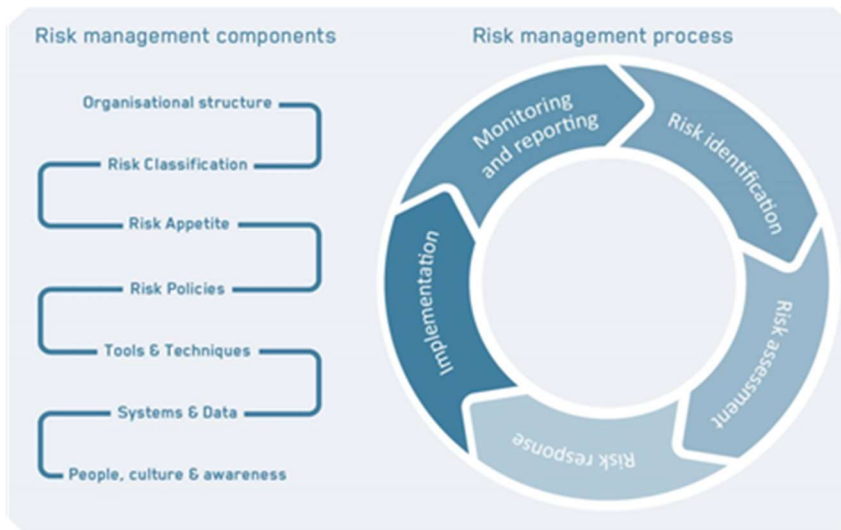 Risk management components
Organisational structure
Risk Classification
Risk Appetite
Risk Policies
Tools & Techniques
Systems & Data
People, culture & awareness
Risk management process
Monitoring
and reporting
Risk identification
Risk assessment
Risk response
Implementation